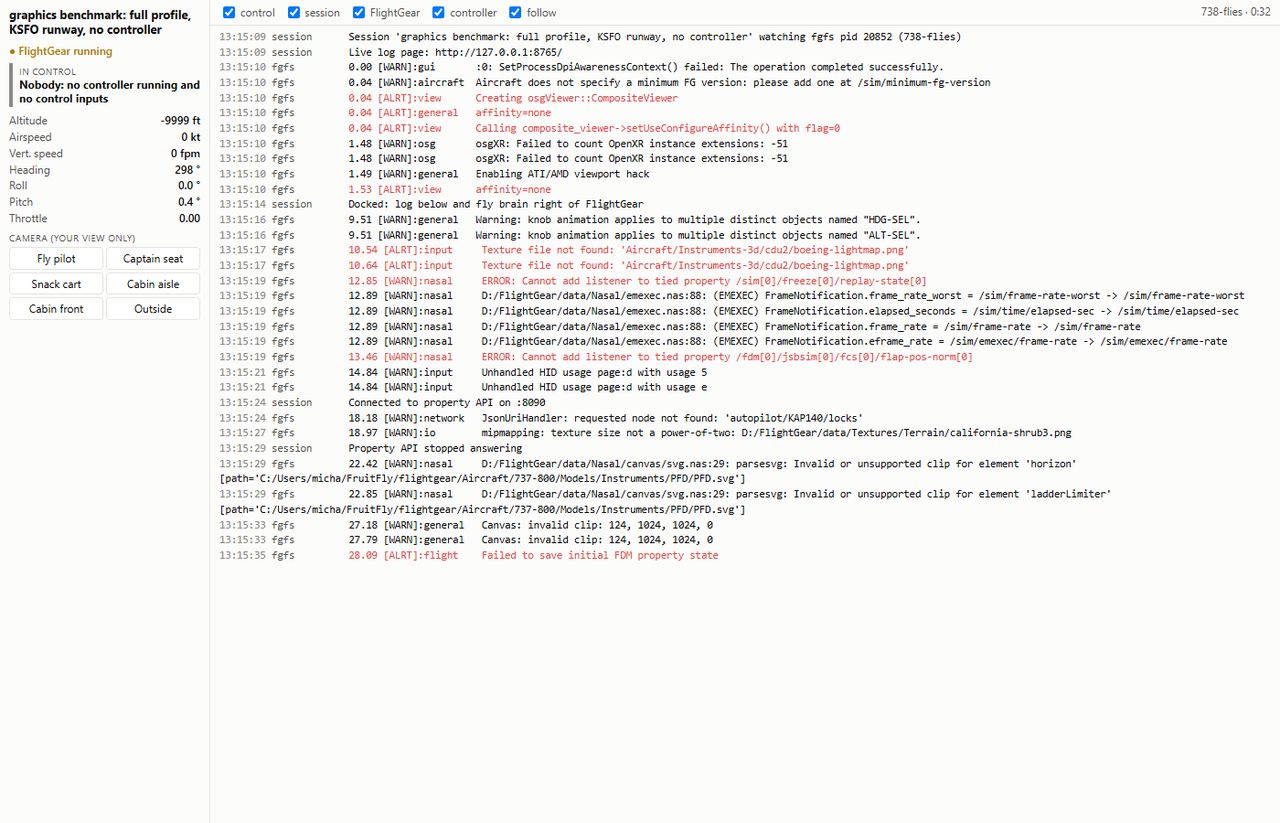 graphics benchmark: full profile,
KSFO runway, no controller
● FlightGear running
IN CONTROL
Nobody: no controller running and
no control inputs
Altitude -9999 ft
Airspeed 0 kt
Vert. speed 0 fpm
Heading 298 °
Roll 0.0 °
Pitch 0.4 °
Throttle 0.00
CAMERA (YOUR VIEW ONLY)
Fly pilot Captain seat
Snack cart Cabin aisle
Cabin front Outside
control session FlightGear controller follow 738-flies · 0:32
13:15:09 session Session 'graphics benchmark: full profile, KSFO runway, no controller' watching fgfs pid 20852 (738-flies)
13:15:09 session Live log page: http://127.0.0.1:8765/
13:15:10 fgfs 0.00 [WARN]:gui :0: SetProcessDpiAwarenessContext() failed: The operation completed successfully.
13:15:10 fgfs 0.04 [WARN]:aircraft Aircraft does not specify a minimum FG version: please add one at /sim/minimum-fg-version
13:15:10 fgfs 0.04 [ALRT]:view Creating osgViewer::CompositeViewer
13:15:10 fgfs 0.04 [ALRT]:general affinity=none
13:15:10 fgfs 0.04 [ALRT]:view Calling composite_viewer->setUseConfigureAffinity() with flag=0
13:15:10 fgfs 1.48 [WARN]:osg osgXR: Failed to count OpenXR instance extensions: -51
13:15:10 fgfs 1.48 [WARN]:osg osgXR: Failed to count OpenXR instance extensions: -51
13:15:10 fgfs 1.49 [WARN]:general Enabling ATI/AMD viewport hack
13:15:10 fgfs 1.53 [ALRT]:view affinity=none
13:15:14 session Docked: log below and fly brain right of FlightGear
13:15:16 fgfs 9.51 [WARN]:general Warning: knob animation applies to multiple distinct objects named "HDG-SEL".
13:15:16 fgfs 9.51 [WARN]:general Warning: knob animation applies to multiple distinct objects named "ALT-SEL".
13:15:17 fgfs 10.54 [ALRT]:input Texture file not found: 'Aircraft/Instruments-3d/cdu2/boeing-lightmap.png'
13:15:17 fgfs 10.64 [ALRT]:input Texture file not found: 'Aircraft/Instruments-3d/cdu2/boeing-lightmap.png'
13:15:19 fgfs 12.85 [WARN]:nasal ERROR: Cannot add listener to tied property /sim/freeze[0]/replay-state[0]
13:15:19 fgfs 12.89 [WARN]:nasal D:/FlightGear/data/Nasal/emexec.nas:88: (EMEXEC) FrameNotification.frame_rate_worst = /sim/frame-rate-worst -> /sim/frame-rate-worst
13:15:19 fgfs 12.89 [WARN]:nasal D:/FlightGear/data/Nasal/emexec.nas:88: (EMEXEC) FrameNotification.elapsed_seconds = /sim/time/elapsed-sec -> /sim/time/elapsed-sec
13:15:19 fgfs 12.89 [WARN]:nasal D:/FlightGear/data/Nasal/emexec.nas:88: (EMEXEC) FrameNotification.frame_rate = /sim/frame-rate -> /sim/frame-rate
13:15:19 fgfs 12.89 [WARN]:nasal D:/FlightGear/data/Nasal/emexec.nas:88: (EMEXEC) FrameNotification.eframe_rate = /sim/emexec/frame-rate -> /sim/emexec/frame-rate
13:15:19 fgfs 13.46 [WARN]:nasal ERROR: Cannot add listener to tied property /fdm[0]/jsbsim[0]/fcs[0]/flap-pos-norm[0]
13:15:21 fgfs 14.84 [WARN]:input Unhandled HID usage page:d with usage 5
13:15:21 fgfs 14.84 [WARN]:input Unhandled HID usage page:d with usage e
13:15:24 session Connected to property API on :8090
13:15:24 fgfs 18.18 [WARN]:network JsonUriHandler: requested node not found: 'autopilot/KAP140/locks'
13:15:27 fgfs 18.97 [WARN]:io mipmapping: texture size not a power-of-two: D:/FlightGear/data/Textures/Terrain/california-shrub3.png
13:15:29 session Property API stopped answering
13:15:29 fgfs 22.42 [WARN]:nasal D:/FlightGear/data/Nasal/canvas/svg.nas:29: parsesvg: Invalid or unsupported clip for element 'horizon'
[path='C:/Users/micha/FruitFly/flightgear/Aircraft/737-800/Models/Instruments/PFD/PFD.svg']
13:15:29 fgfs 22.85 [WARN]:nasal D:/FlightGear/data/Nasal/canvas/svg.nas:29: parsesvg: Invalid or unsupported clip for element 'ladderLimiter'
[path='C:/Users/micha/FruitFly/flightgear/Aircraft/737-800/Models/Instruments/PFD/PFD.svg']
13:15:33 fgfs 27.18 [WARN]:general Canvas: invalid clip: 124, 1024, 1024, 0
13:15:33 fgfs 27.79 [WARN]:general Canvas: invalid clip: 124, 1024, 1024, 0
13:15:35 fgfs 28.09 [ALRT]:flight Failed to save initial FDM property state